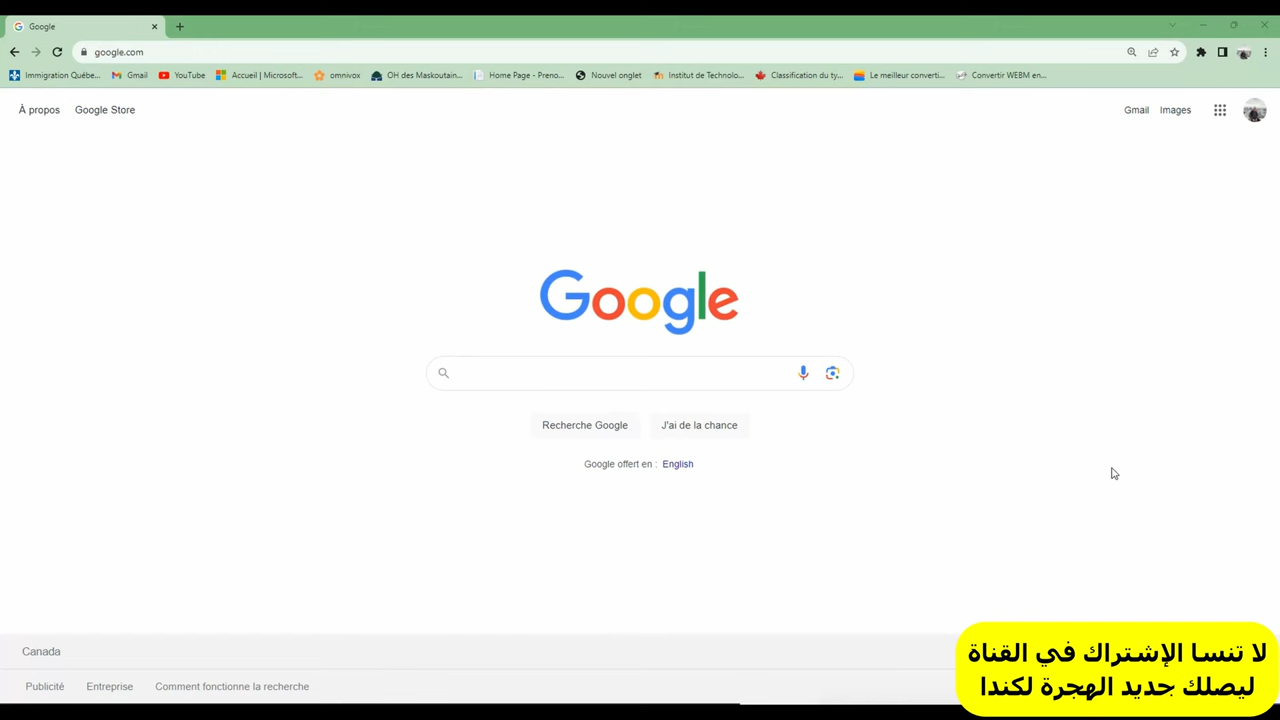 Google
google.com
Immigration Québe...
Gmail
YouTube
Accueil | Microsoft...
omnivox
OH des Maskoutain...
Home Page - Preno...
Nouvel onglet
Institut de Technolo...
Classification du ty...
Le meilleur converti...
Convertir WEBM en...
À propos
Google Store
Gmail
Images
Google
Recherche Google
J'ai de la chance
Google offert en : English
Canada
Publicité
Entreprise
Comment fonctionne la recherche
لا تنسا الإشتراك في القناة
ليصلك جديد الهجرة لكندا